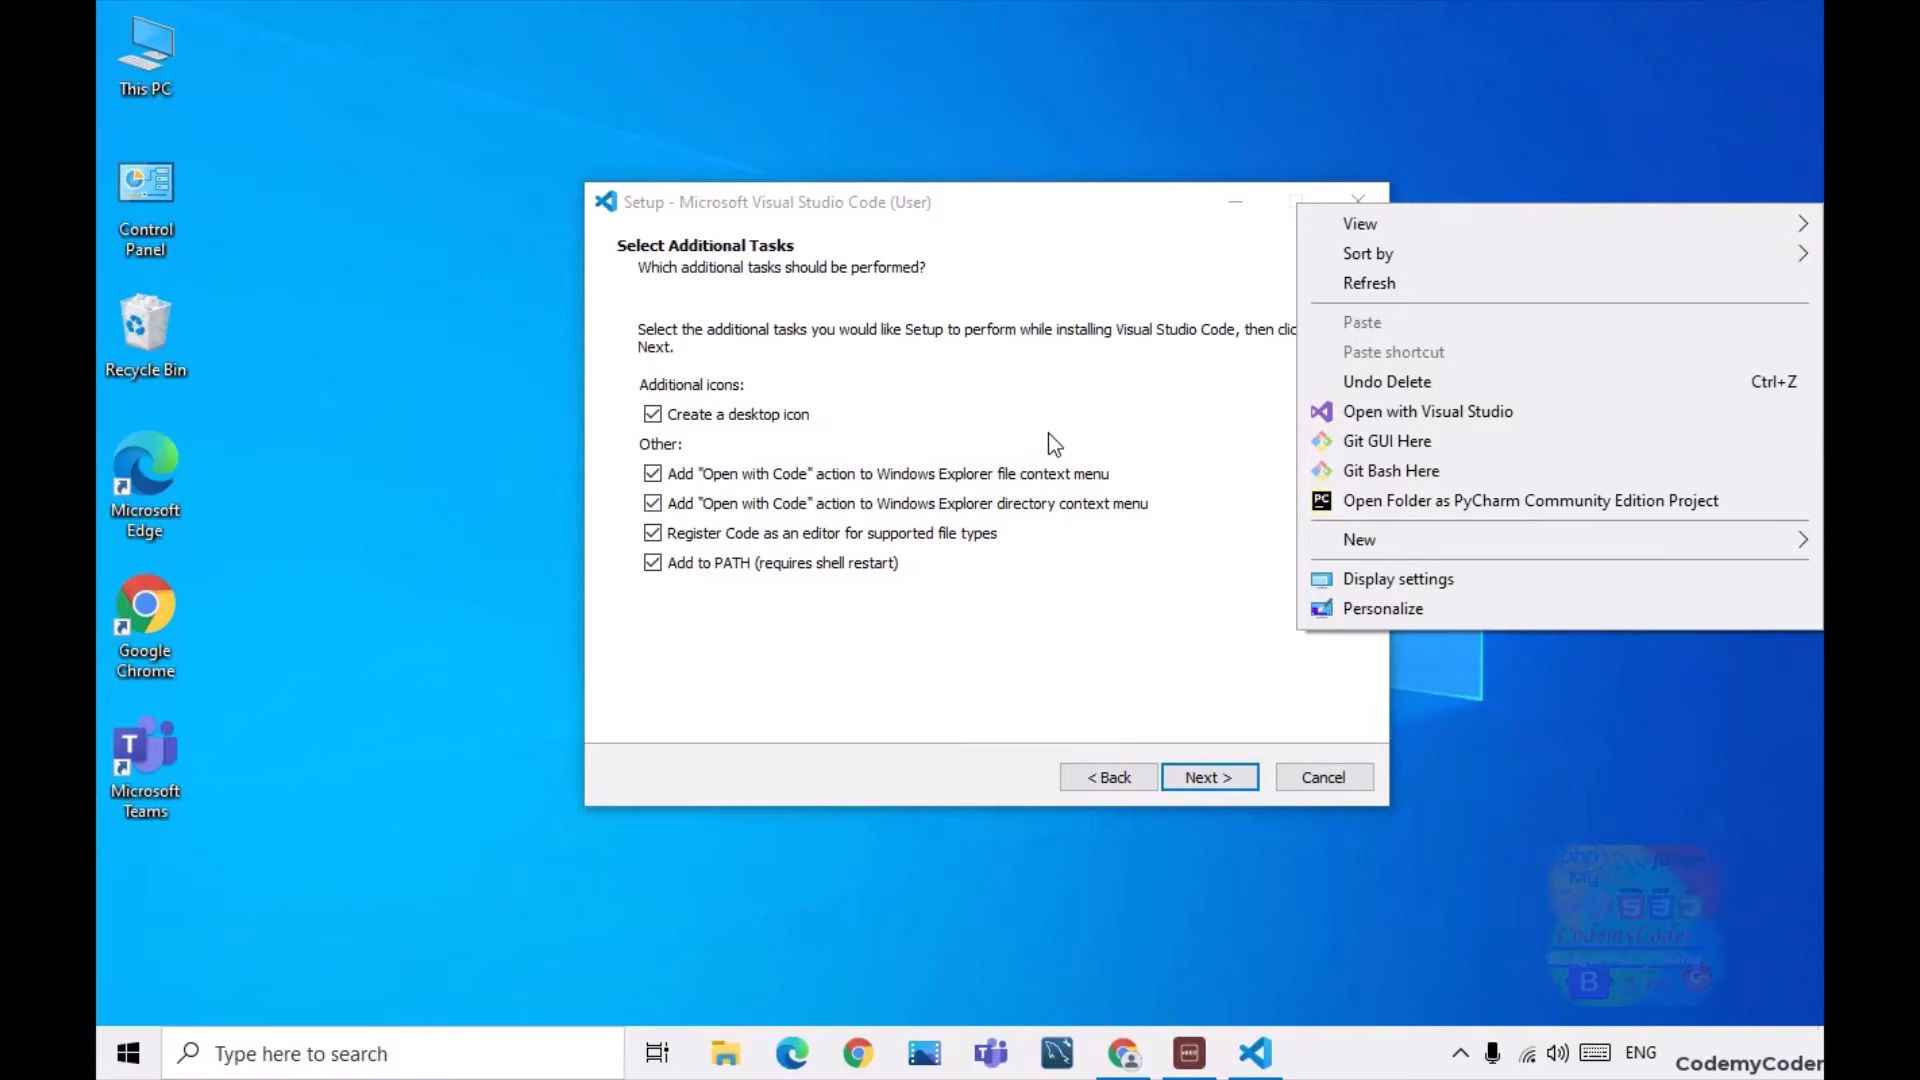 This PC
Control
Panel
Recycle Bin
Microsoft
Edge
Google
Chrome
T
Microsoft
Teams
Setup - Microsoft Visual Studio Code (User)
Select Additional Tasks
Which additional tasks should be performed?
Select the additional tasks you would like Setup to perform while installing Visual Studio Code, then clic
Next.
Additional icons:
Create a desktop icon
Other:
Add "Open with Code" action to Windows Explorer file context menu
Add "Open with Code" action to Windows Explorer directory context menu
Register Code as an editor for supported file types
Add to PATH (requires shell restart)
< Back
Next >
Cancel
View
Sort by
Refresh
Paste
Paste shortcut
Undo Delete Ctrl+Z
Open with Visual Studio
Git GUI Here
Git Bash Here
PC Open Folder as PyCharm Community Edition Project
New
Display settings
Personalize
php
My
CodemyCoder
B
Type here to search
ENG
CodemyCoder